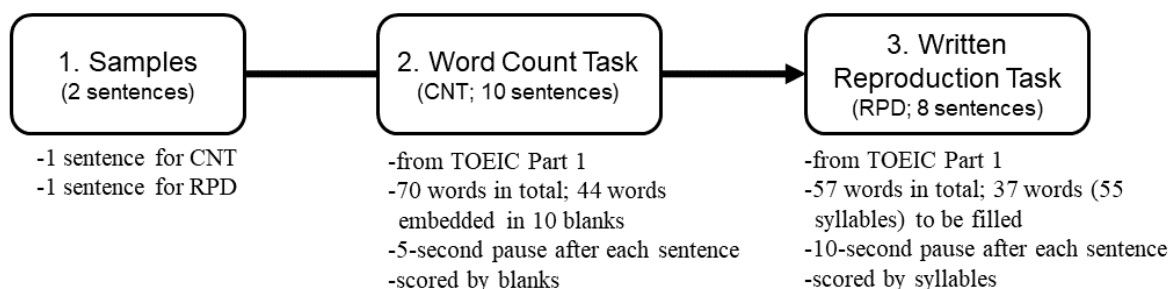 1. Samples
(2 sentences)
-1 sentence for CNT
-1 sentence for RPD
2. Word Count Task
(CNT; 10 sentences)
-from TOEIC Part 1
-70 words in total; 44 words
embedded in 10 blanks
-5-second pause after each sentence
-scored by blanks
3. Written
Reproduction Task
(RPD; 8 sentences)
-from TOEIC Part 1
-57 words in total; 37 words (55
syllables) to be filled
-10-second pause after each sentence
-scored by syllables